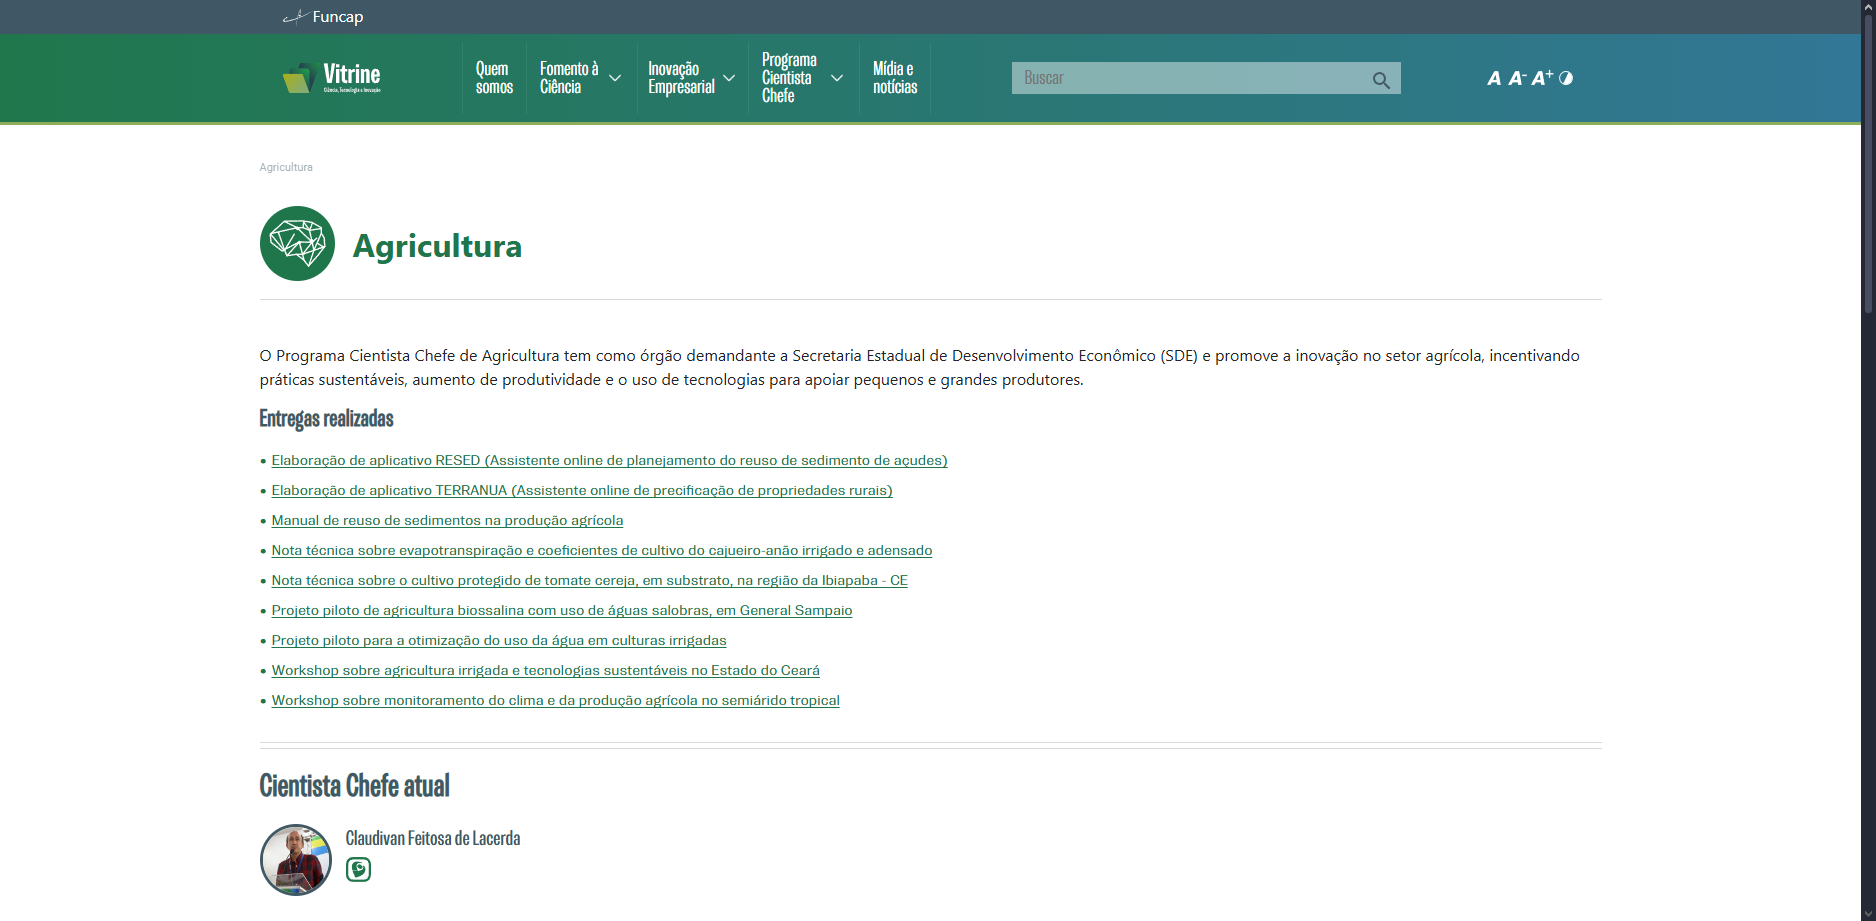 Funcap
Vitrine
Ciência, Tecnologia e Inovação
Quem
somos
Fomento à
Ciência
Inovação
Empresarial
Programa
Cientista
Chefe
Mídia e
notícias
Buscar
A A- A+
Agricultura
Agricultura
O Programa Cientista Chefe de Agricultura tem como órgão demandante a Secretaria Estadual de Desenvolvimento Econômico (SDE) e promove a inovação no setor agrícola, incentivando
práticas sustentáveis, aumento de produtividade e o uso de tecnologias para apoiar pequenos e grandes produtores.
Entregas realizadas
• Elaboração de aplicativo RESED (Assistente online de planejamento do reuso de sedimento de açudes)
• Elaboração de aplicativo TERRANUA (Assistente online de precificação de propriedades rurais)
• Manual de reuso de sedimentos na produção agrícola
• Nota técnica sobre evapotranspiração e coeficientes de cultivo do cajueiro-anão irrigado e adensado
• Nota técnica sobre o cultivo protegido de tomate cereja, em substrato, na região da Ibiapaba - CE
• Projeto piloto de agricultura biossalina com uso de águas salobras, em General Sampaio
• Projeto piloto para a otimização do uso da água em culturas irrigadas
• Workshop sobre agricultura irrigada e tecnologias sustentáveis no Estado do Ceará
• Workshop sobre monitoramento do clima e da produção agrícola no semiárido tropical
Cientista Chefe atual
Claudivan Feitosa de Lacerda